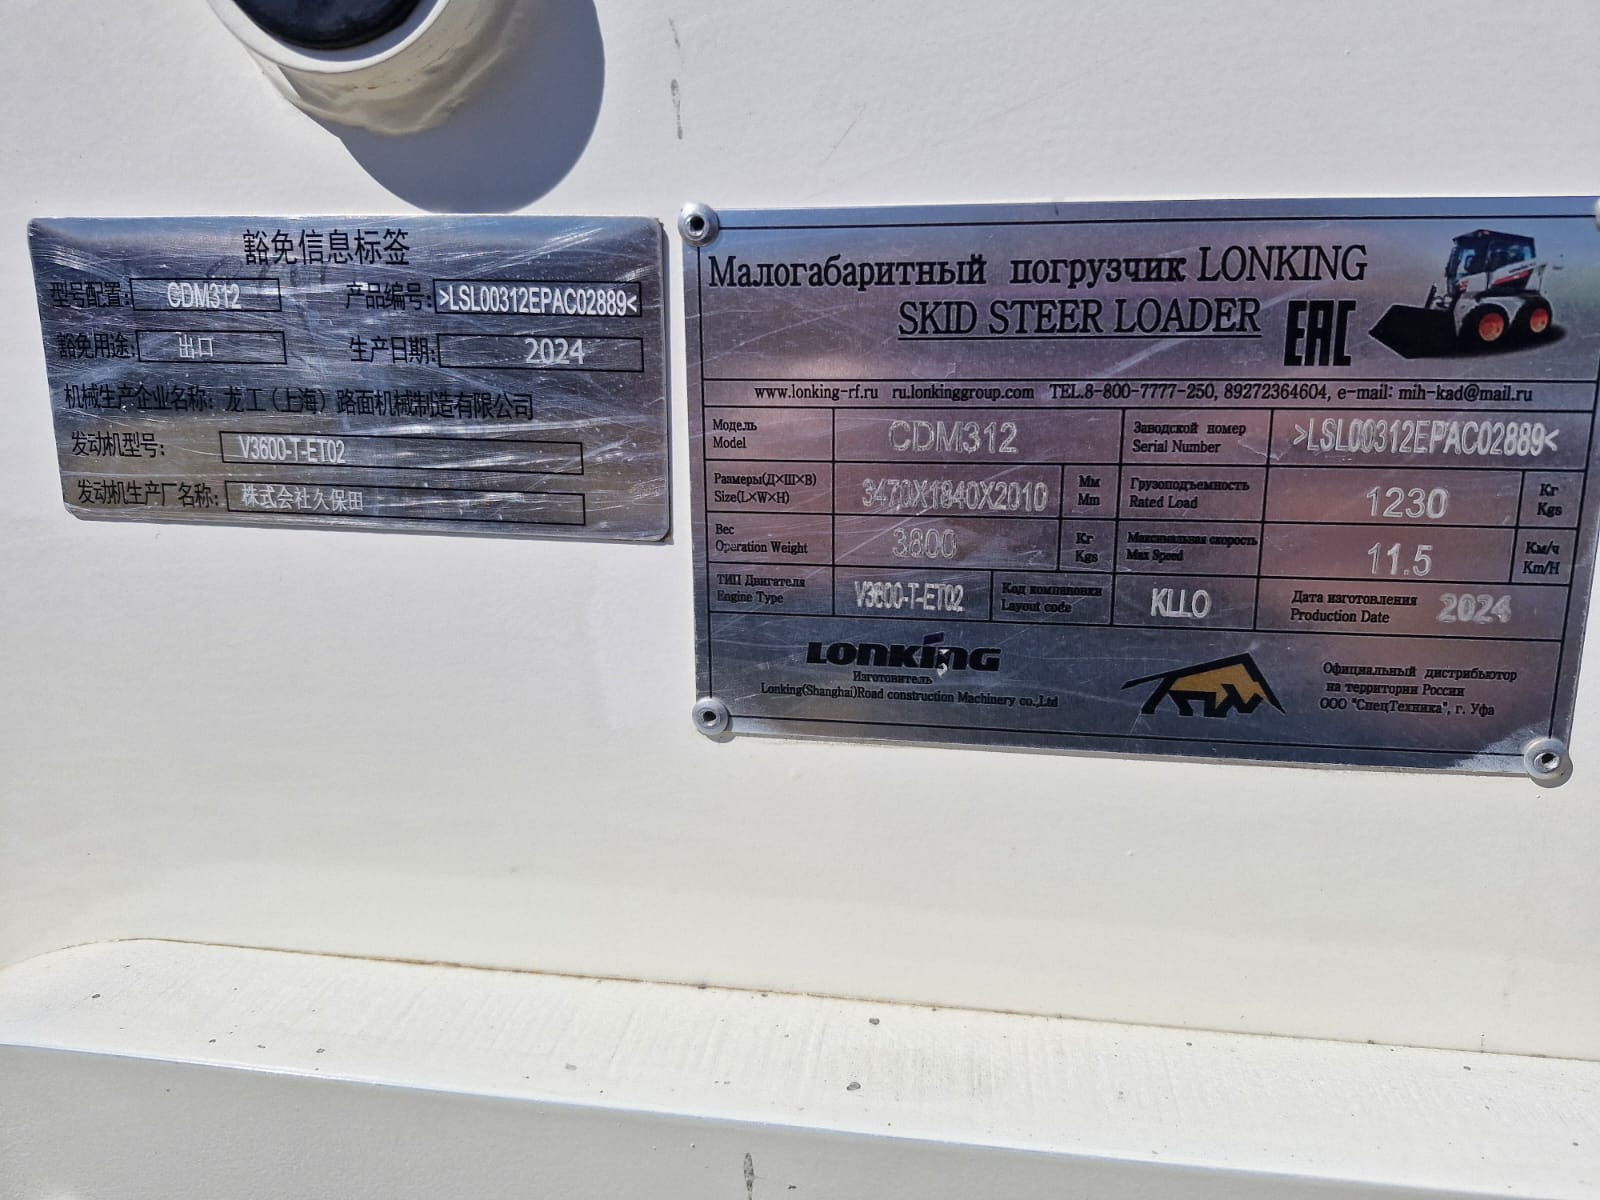 豁免信息标签
型号配置: CDM312 产品编号: >LSL00312EPAC02889<
豁免用途: 出口 生产日期: 2024
机械生产企业名称: 龙工（上海）路面机械制造有限公司
发动机型号: V3600-T-ET02
发动机生产厂名称: 株式会社久保田
Малогабаритный погрузчик LONKING
SKID STEER LOADER EAC
www.lonking-rf.ru ru.lonkinggroup.com TEL.8-800-7777-250, 89272364604, e-mail: mih-kad@mail.ru
Модель
Model
CDM312
Заводской номер
Serial Number
>LSL00312EPAC02889<
Размеры(Д×Ш×В)
Size(L×W×H)
3470X1840X2010
Мм
Mm
Грузоподъемность
Rated Load
1230
Кг
Kgs
Вес
Operation Weight
3800
Кг
Kgs
Максимальная скорость
Max Speed
11.5
Км/ч
Km/H
ТИП Двигателя
Engine Type
V3600-T-ET02
Код компановки
Layout code
KLLO
Дата изготовления
Production Date
2024
LONKING
Изготовитель
Lonking(Shanghai)Road construction Machinery co.,Ltd
Официальный дистрибьютор
на территории России
ООО "СпецТехника", г. Уфа